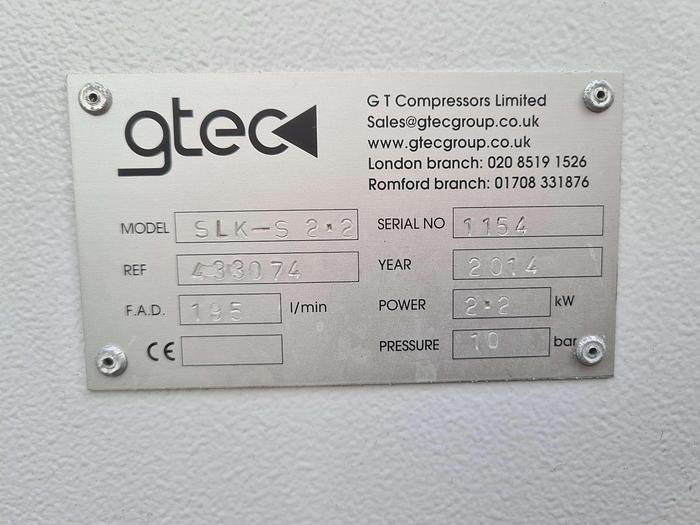 gtec
G T Compressors Limited
Sales@gtecgroup.co.uk
www.gtecgroup.co.uk
London branch: 020 8519 1526
Romford branch: 01708 331876
MODEL SLK-S 2.2
SERIAL NO 1154
REF 433074
YEAR 2014
F.A.D. 195 l/min
POWER 2.2 kW
CE
PRESSURE 10 bar